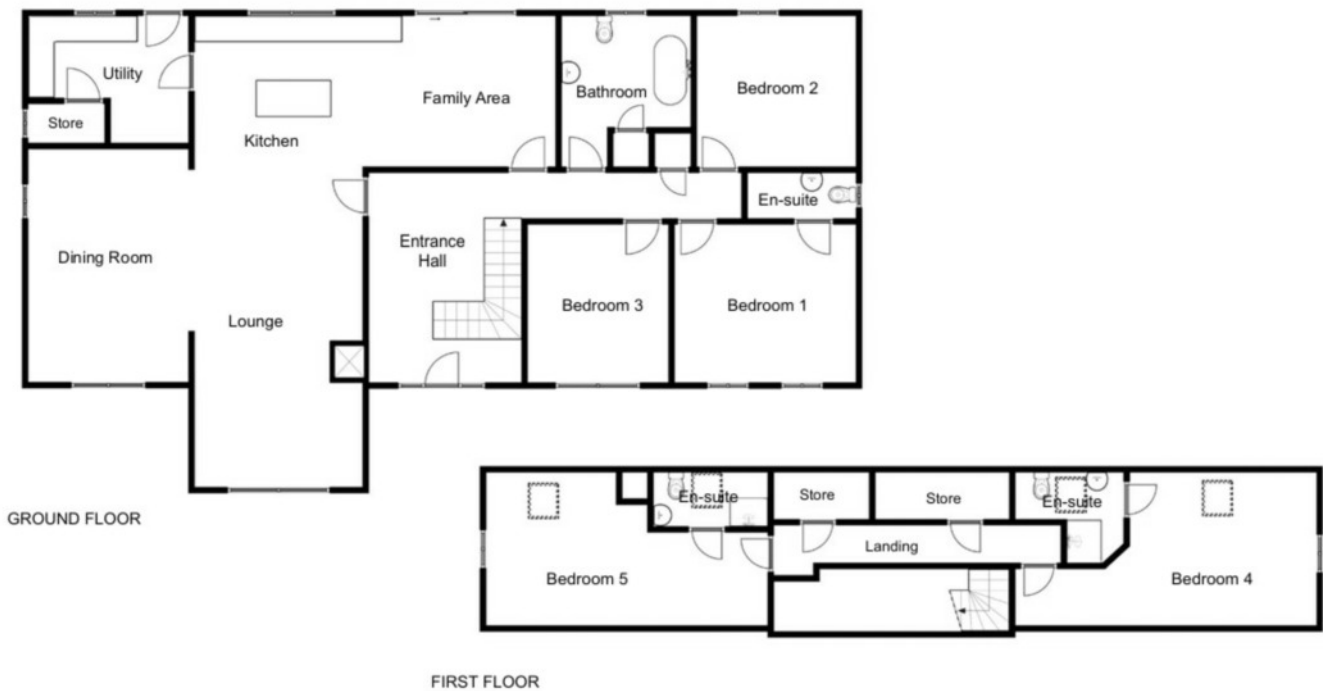 Utility
Store
Kitchen
Family Area
Bathroom
Bedroom 2
En-suite
Dining Room
Lounge
Entrance
Hall
Bedroom 3
Bedroom 1
GROUND FLOOR
En-suite
Store
Store
En-suite
Landing
Bedroom 5
Bedroom 4
FIRST FLOOR